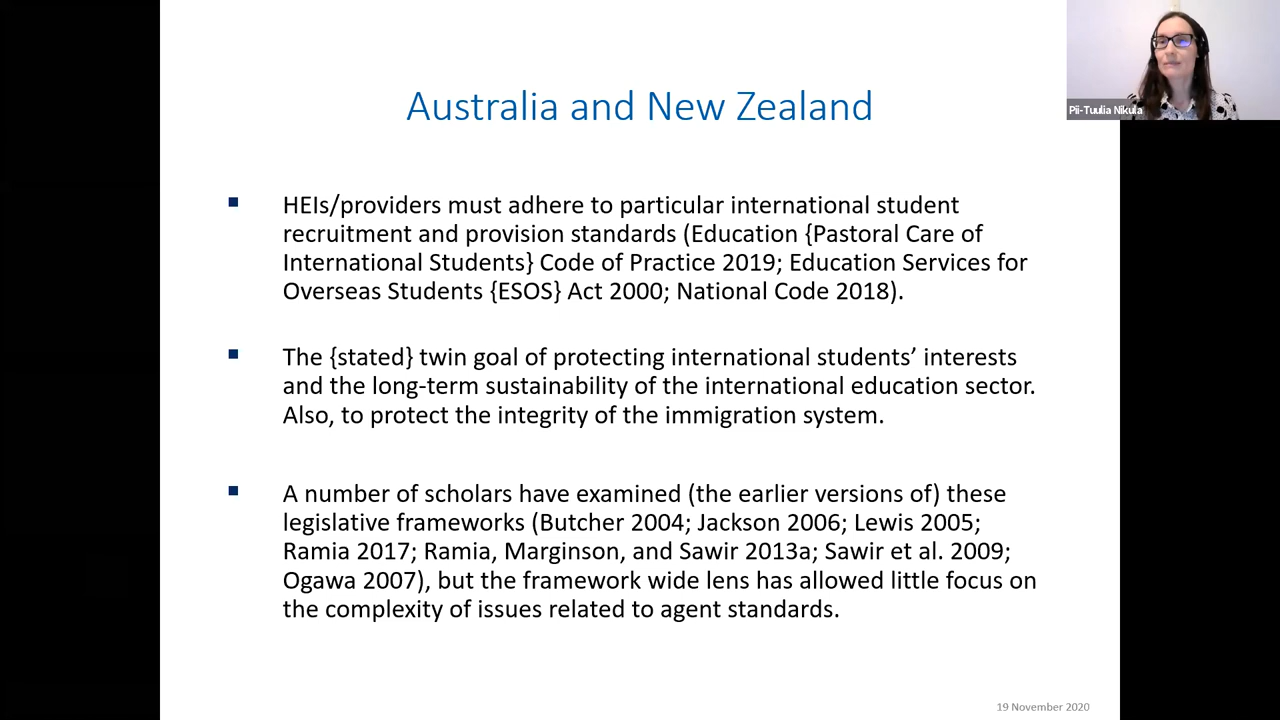 Pii-Tuulia Nikula
Australia and New Zealand
▪ HEIs/providers must adhere to particular international student
recruitment and provision standards (Education {Pastoral Care of
International Students} Code of Practice 2019; Education Services for
Overseas Students {ESOS} Act 2000; National Code 2018).
▪ The {stated} twin goal of protecting international students’ interests
and the long-term sustainability of the international education sector.
Also, to protect the integrity of the immigration system.
▪ A number of scholars have examined (the earlier versions of) these
legislative frameworks (Butcher 2004; Jackson 2006; Lewis 2005;
Ramia 2017; Ramia, Marginson, and Sawir 2013a; Sawir et al. 2009;
Ogawa 2007), but the framework wide lens has allowed little focus on
the complexity of issues related to agent standards.
19 November 2020